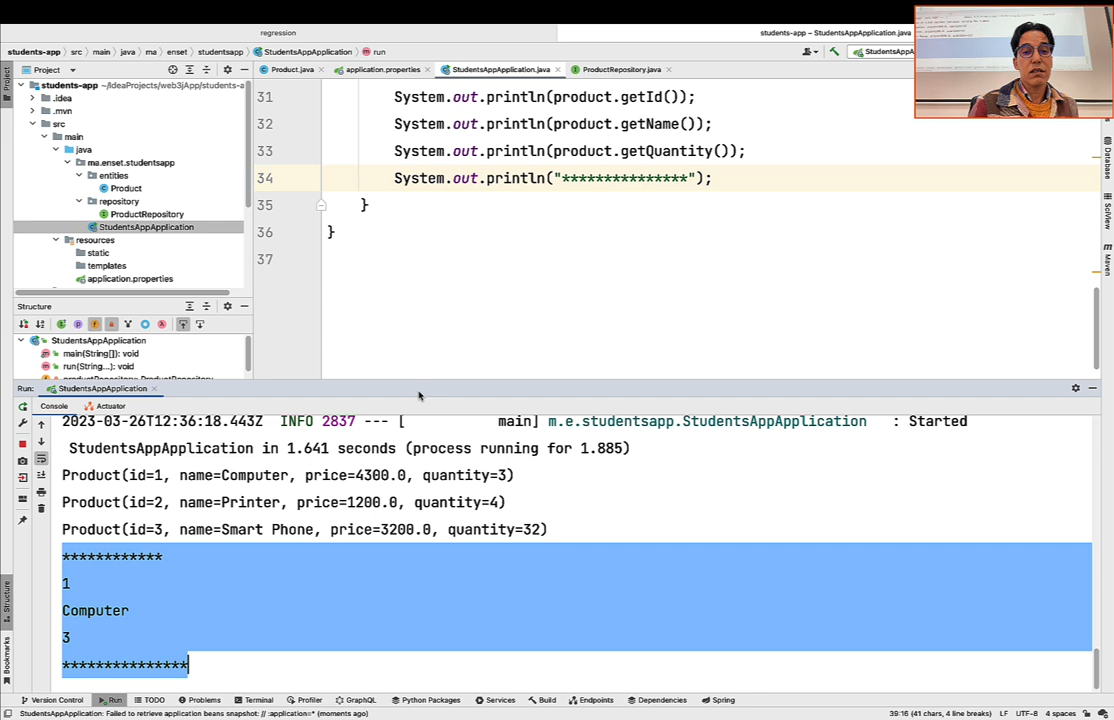 regression
students-app – StudentsAppApplication.java
students-app
src
main
java
ma
enset
studentsapp
StudentsAppApplication
run
StudentsAp
Project
Product.java
application.properties
StudentsAppApplication.java
ProductRepository.java
students-app ~/IdeaProjects/web3jApp/students-a
.idea
.mvn
src
main
java
ma.enset.studentsapp
entities
Product
repository
ProductRepository
StudentsAppApplication
resources
static
templates
application.properties
31 System.out.println(product.getId());
32 System.out.println(product.getName());
33 System.out.println(product.getQuantity());
34 System.out.println("***************");
35 }
36 }
37
Project
Database
SciView
Maven
Structure
StudentsAppApplication
main(String[]): void
run(String...): void
Run: StudentsAppApplication
Console Actuator
2023-03-26T12:36:18.443Z INFO 2837 --- [ main] m.e.studentsapp.StudentsAppApplication : Started
StudentsAppApplication in 1.641 seconds (process running for 1.885)
Product(id=1, name=Computer, price=4300.0, quantity=3)
Product(id=2, name=Printer, price=1200.0, quantity=4)
Product(id=3, name=Smart Phone, price=3200.0, quantity=32)
************
1
Computer
3
***************
Structure
Bookmarks
Version Control Run TODO Problems Terminal Profiler GraphQL Python Packages Services Build Endpoints Dependencies Spring
StudentsAppApplication: Failed to retrieve application beans snapshot: // :application=* (moments ago)
39:16 (41 chars, 4 line breaks) LF UTF-8 4 spaces